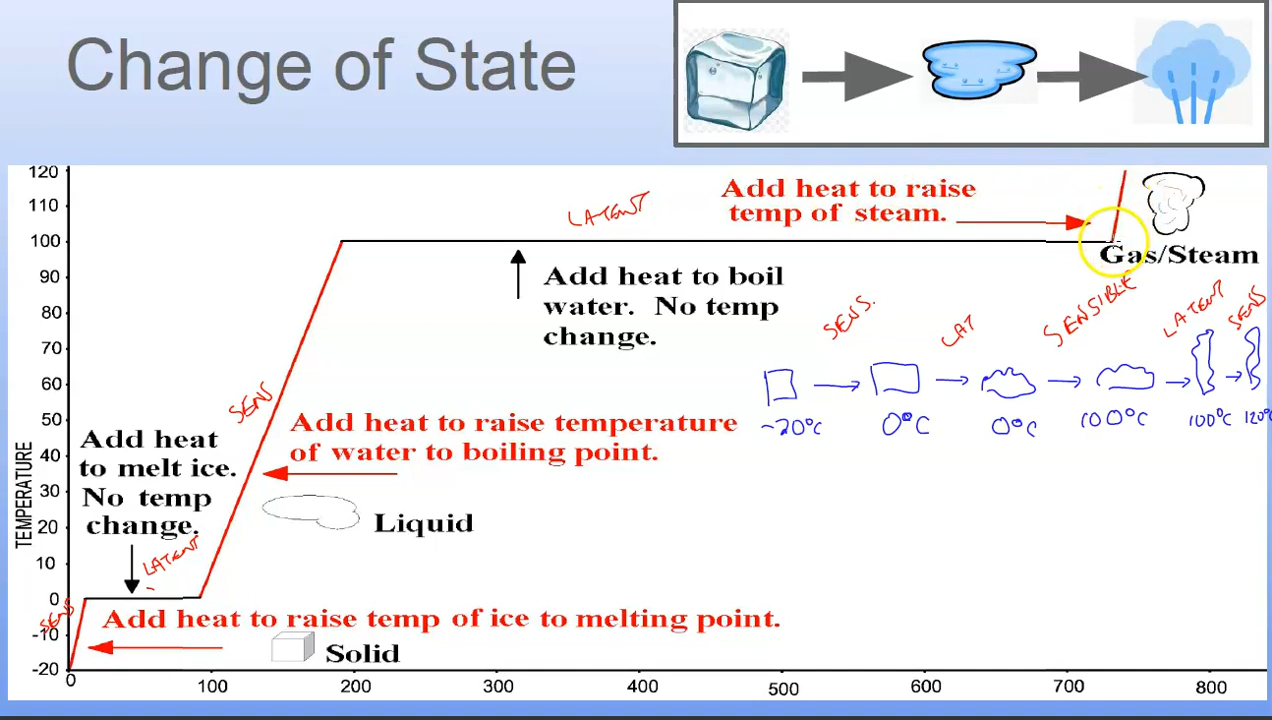 Change of State
120
110
100
90
80
70
60
50
40
30
20
10
0
-10
-20
TEMPERATURE
0
100
200
300
400
500
600
700
800
LATENT
Add heat to raise
temp of steam.
Gas/Steam
Add heat to boil
water. No temp
change.
SENS.
LAT
SENSIBLE
LATENT
SENS
-20°C
0°C
0°C
100°C
100°C
120°C
SENS
Add heat to raise temperature
of water to boiling point.
Liquid
Add heat
to melt ice.
No temp
change.
LATENT
SENS
Add heat to raise temp of ice to melting point.
Solid